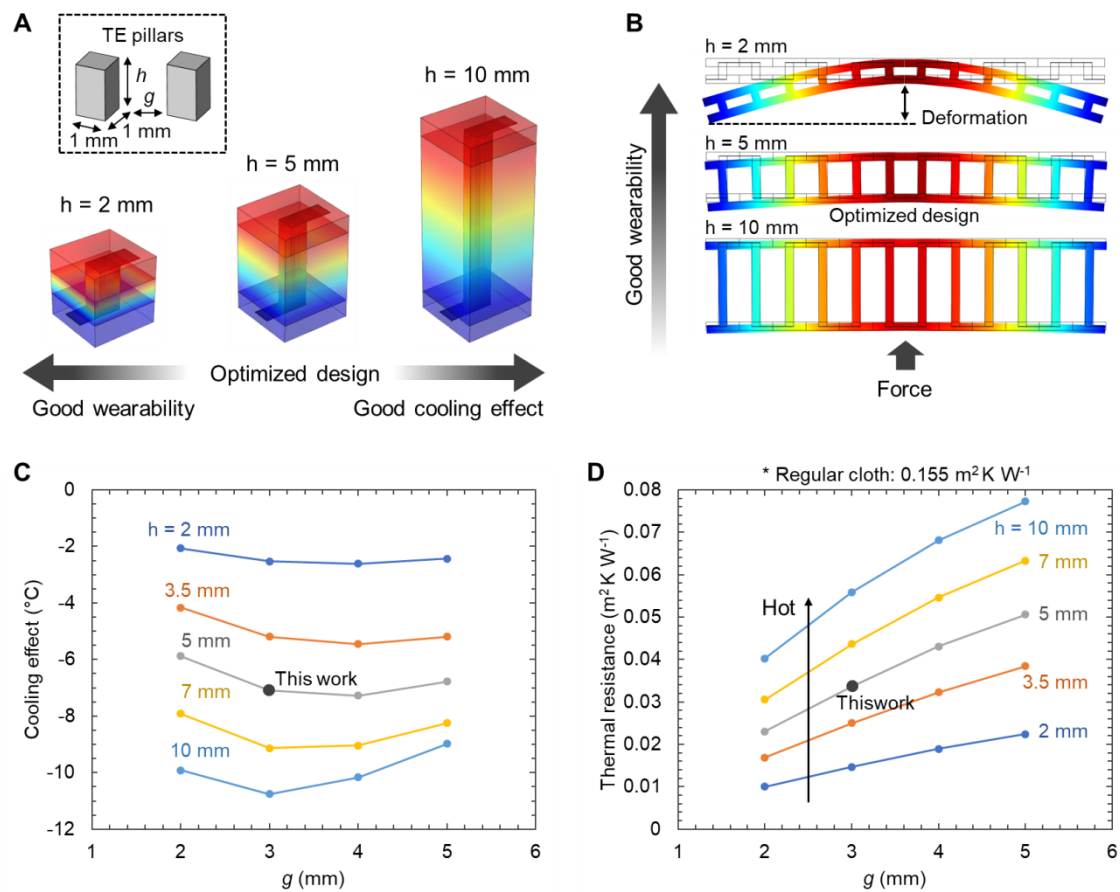 A
TE pillars
h
g
1 mm
1 mm
h = 2 mm
h = 5 mm
h = 10 mm
Optimized design
Good wearability
Good cooling effect
B
Good wearability
h = 2 mm
Deformation
h = 5 mm
Optimized design
h = 10 mm
Force
C
Cooling effect (°C)
0
-2
-4
-6
-8
-10
-12
h = 2 mm
3.5 mm
5 mm
This work
7 mm
10 mm
1 2 3 4 5 6
g (mm)
D
* Regular cloth: 0.155 m² K W⁻¹
Thermal resistance (m² K W⁻¹)
0.08
0.07
0.06
0.05
0.04
0.03
0.02
0.01
0
h = 10 mm
7 mm
Hot
5 mm
Thiswork
3.5 mm
2 mm
1 2 3 4 5 6
g (mm)